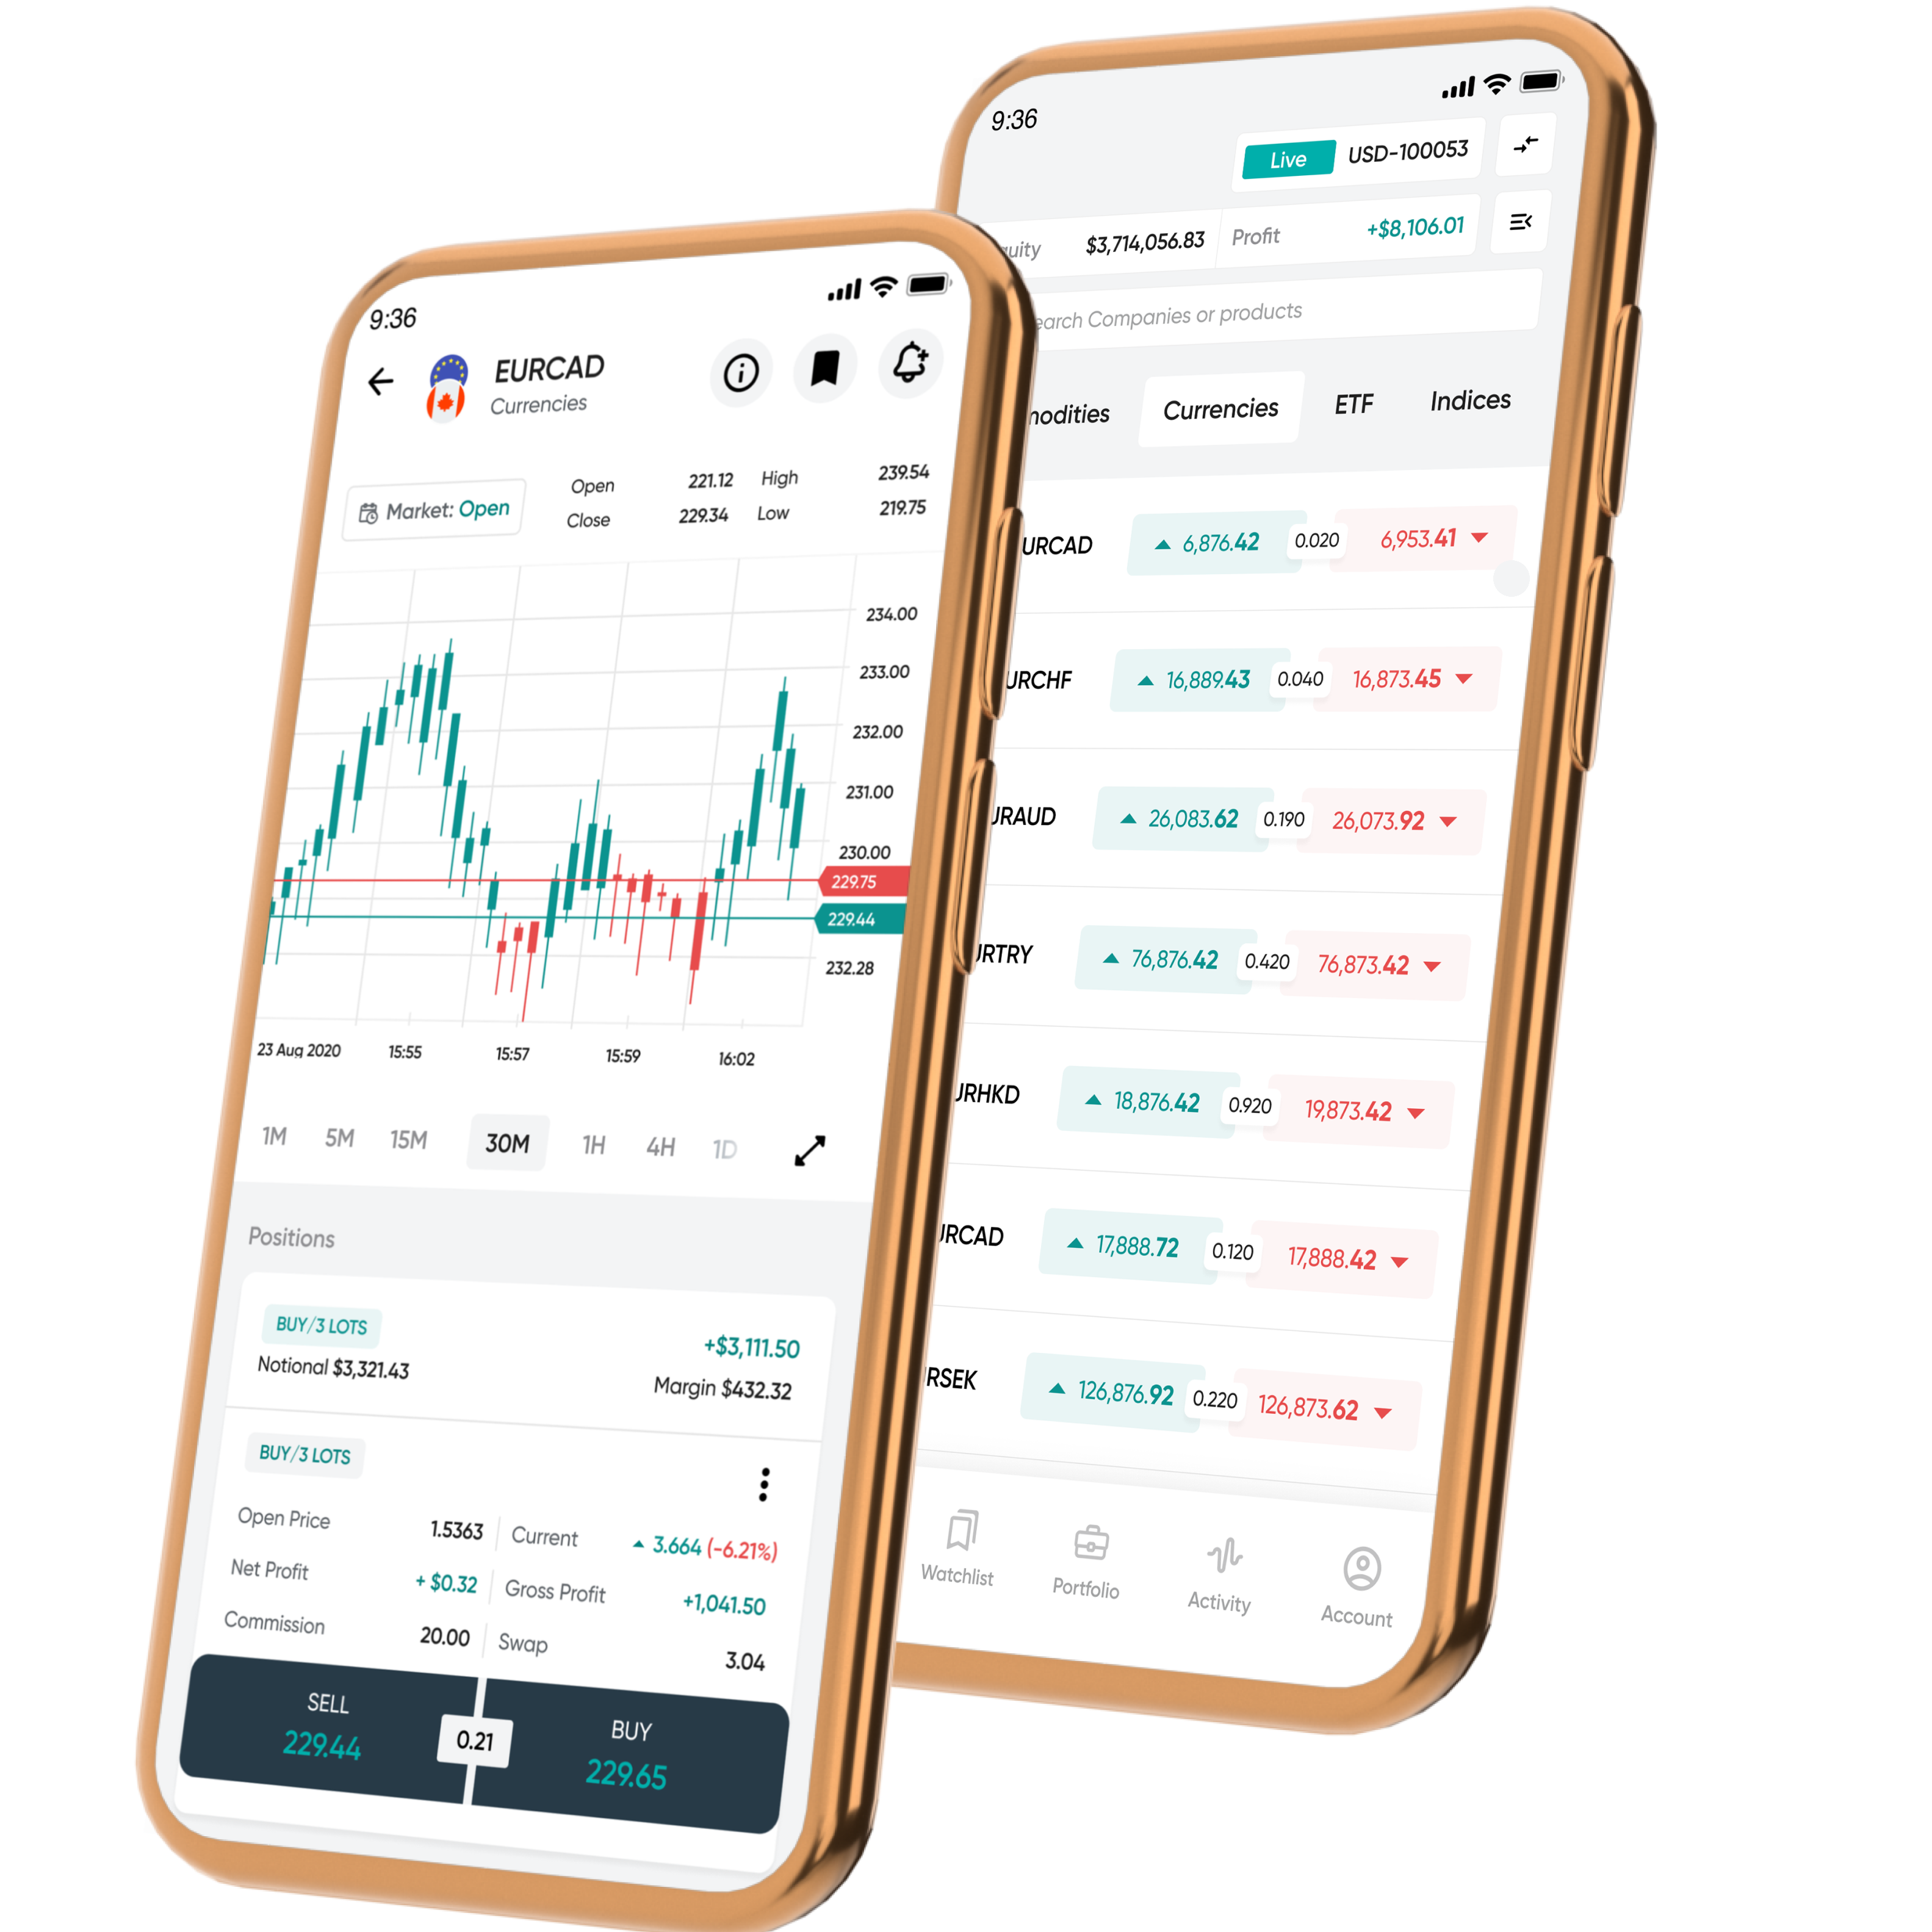 9:36
EURCAD
Currencies
Market: Open
Open 221.12 High 239.54
Close 229.34 Low 219.75
234.00
233.00
232.00
231.00
230.00
229.75
229.44
232.28
23 Aug 2020 15:55 15:57 15:59 16:02
1M 5M 15M 30M 1H 4H 1D
Positions
BUY/3 LOTS
+$3,111.50
Notional $3,321.43 Margin $432.32
BUY/3 LOTS
Open Price 1.5363 Current 3.664 (-6.21%)
Net Profit + $0.32 Gross Profit +1,041.50
Commission 20.00 Swap 3.04
SELL 229.44
0.21
BUY 229.65
9:36
Live USD-100053
uity $3,714,056.83 Profit +$8,106.01
earch Companies or products
modities Currencies ETF Indices
URCAD 6,876.42 0.020 6,953.41
URCHF 16,889.43 0.040 16,873.45
URAUD 26,083.62 0.190 26,073.92
URTRY 76,876.42 0.420 76,873.42
URHKD 18,876.42 0.920 19,873.42
URCAD 17,888.72 0.120 17,888.42
RSEK 126,876.92 0.220 126,873.62
Watchlist Portfolio Activity Account